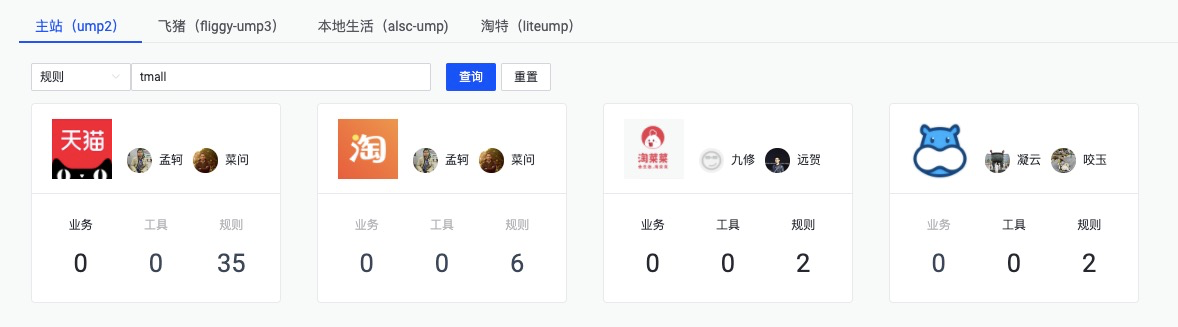 主站（ump2） 飞猪（fliggy-ump3） 本地生活（alsc-ump) 淘特（liteump）
规则 tmall 查询 重置
天猫 孟轲 菜问
业务 工具 规则
0 0 35
淘 孟轲 菜问
业务 工具 规则
0 0 6
淘菜菜 九修 远贺
业务 工具 规则
0 0 2
凝云 咬玉
业务 工具 规则
0 0 2